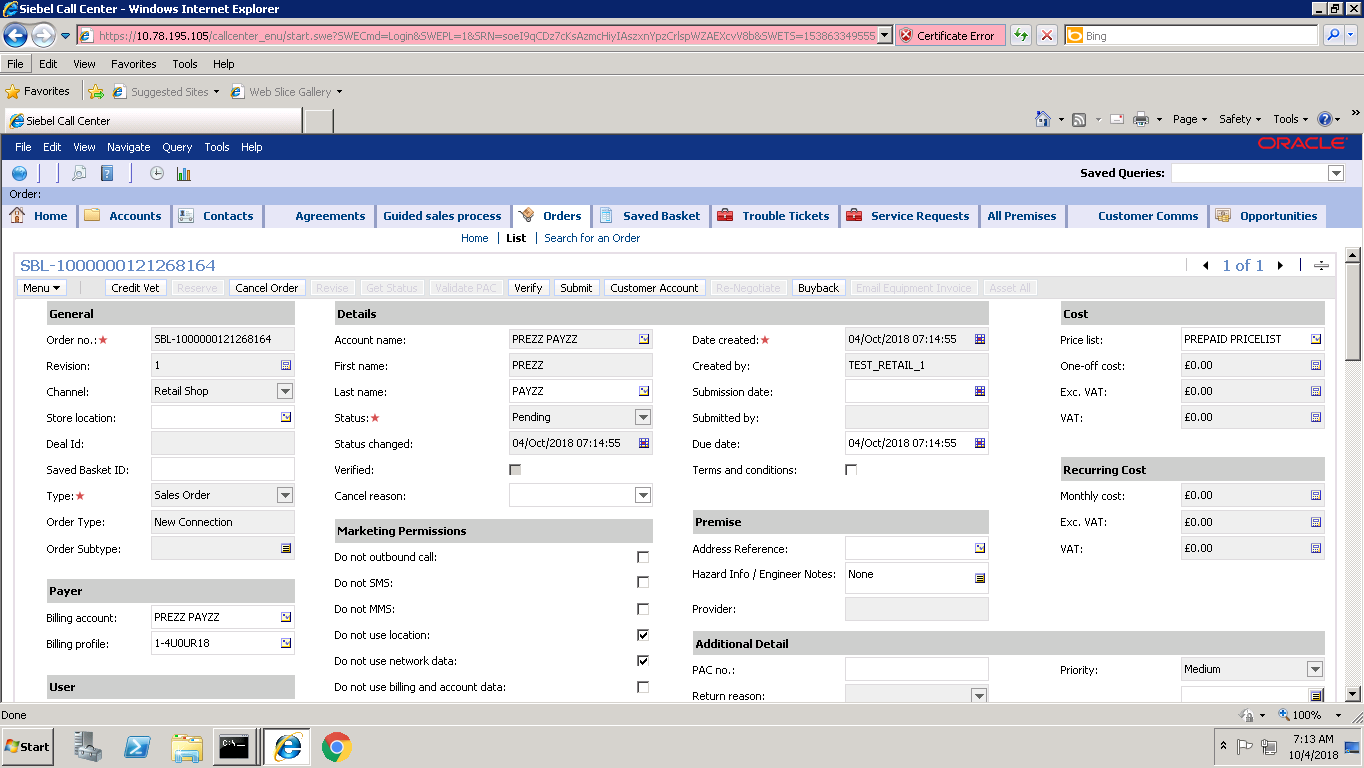 Siebel Call Center - Windows Internet Explorer
https://10.78.195.105/callcenter_enu/start.swe?SWECmd=Login&SWEPL=1&SRN=soeI9qCDz7cKsAzmcHiyIAszxnYpzCrlspWZAEXcvV8b&SWETS=153863349555 Certificate Error Bing
File Edit View Favorites Tools Help
Favorites Suggested Sites Web Slice Gallery
Siebel Call Center Page Safety Tools »
File Edit View Navigate Query Tools Help ORACLE
Saved Queries:
Order:
Home Accounts Contacts Agreements Guided sales process Orders Saved Basket Trouble Tickets Service Requests All Premises Customer Comms Opportunities
Home List Search for an Order
SBL-1000000121268164 1 of 1
Menu Credit Vet Reserve Cancel Order Revise Get Status Validate PAC Verify Submit Customer Account Re-Negotiate Buyback Email Equipment Invoice Asset All
General Details Cost
Order no.: SBL-1000000121268164 Account name: PREZZ PAYZZ Date created: 04/Oct/2018 07:14:55 Price list: PREPAID PRICELIST
Revision: 1 First name: PREZZ Created by: TEST_RETAIL_1 One-off cost: £0.00
Channel: Retail Shop Last name: PAYZZ Submission date: Exc. VAT: £0.00
Store location: Status: Pending Submitted by: VAT: £0.00
Deal Id: Status changed: 04/Oct/2018 07:14:55 Due date: 04/Oct/2018 07:14:55
Saved Basket ID: Verified: Terms and conditions: Recurring Cost
Type: Sales Order Cancel reason: Monthly cost: £0.00
Order Type: New Connection Marketing Permissions Premise Exc. VAT: £0.00
Order Subtype: Do not outbound call: Address Reference: VAT: £0.00
Do not SMS: Hazard Info / Engineer Notes: None
Payer
Billing account: PREZZ PAYZZ Do not MMS: Provider:
Billing profile: 1-4U0UR18 Do not use location: Additional Detail
Do not use network data: PAC no.: Priority: Medium
User Do not use billing and account data: Return reason:
Done 100%
Start 7:13 AM
10/4/2018